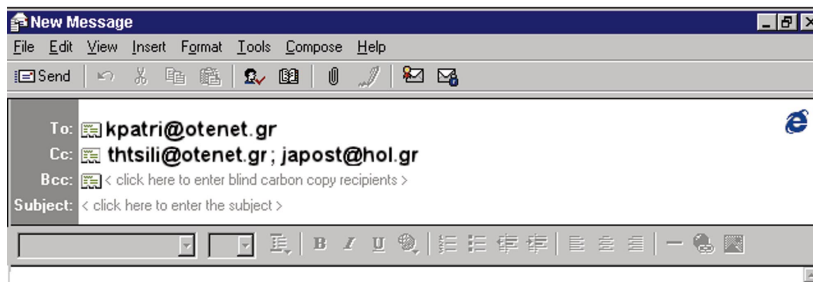 New Message
File Edit View Insert Format Tools Compose Help
Send
To: kpatri@otenet.gr
Cc: thtsili@otenet.gr; japost@hol.gr
Bcc: < click here to enter blind carbon copy recipients >
Subject: < click here to enter the subject >
B I U